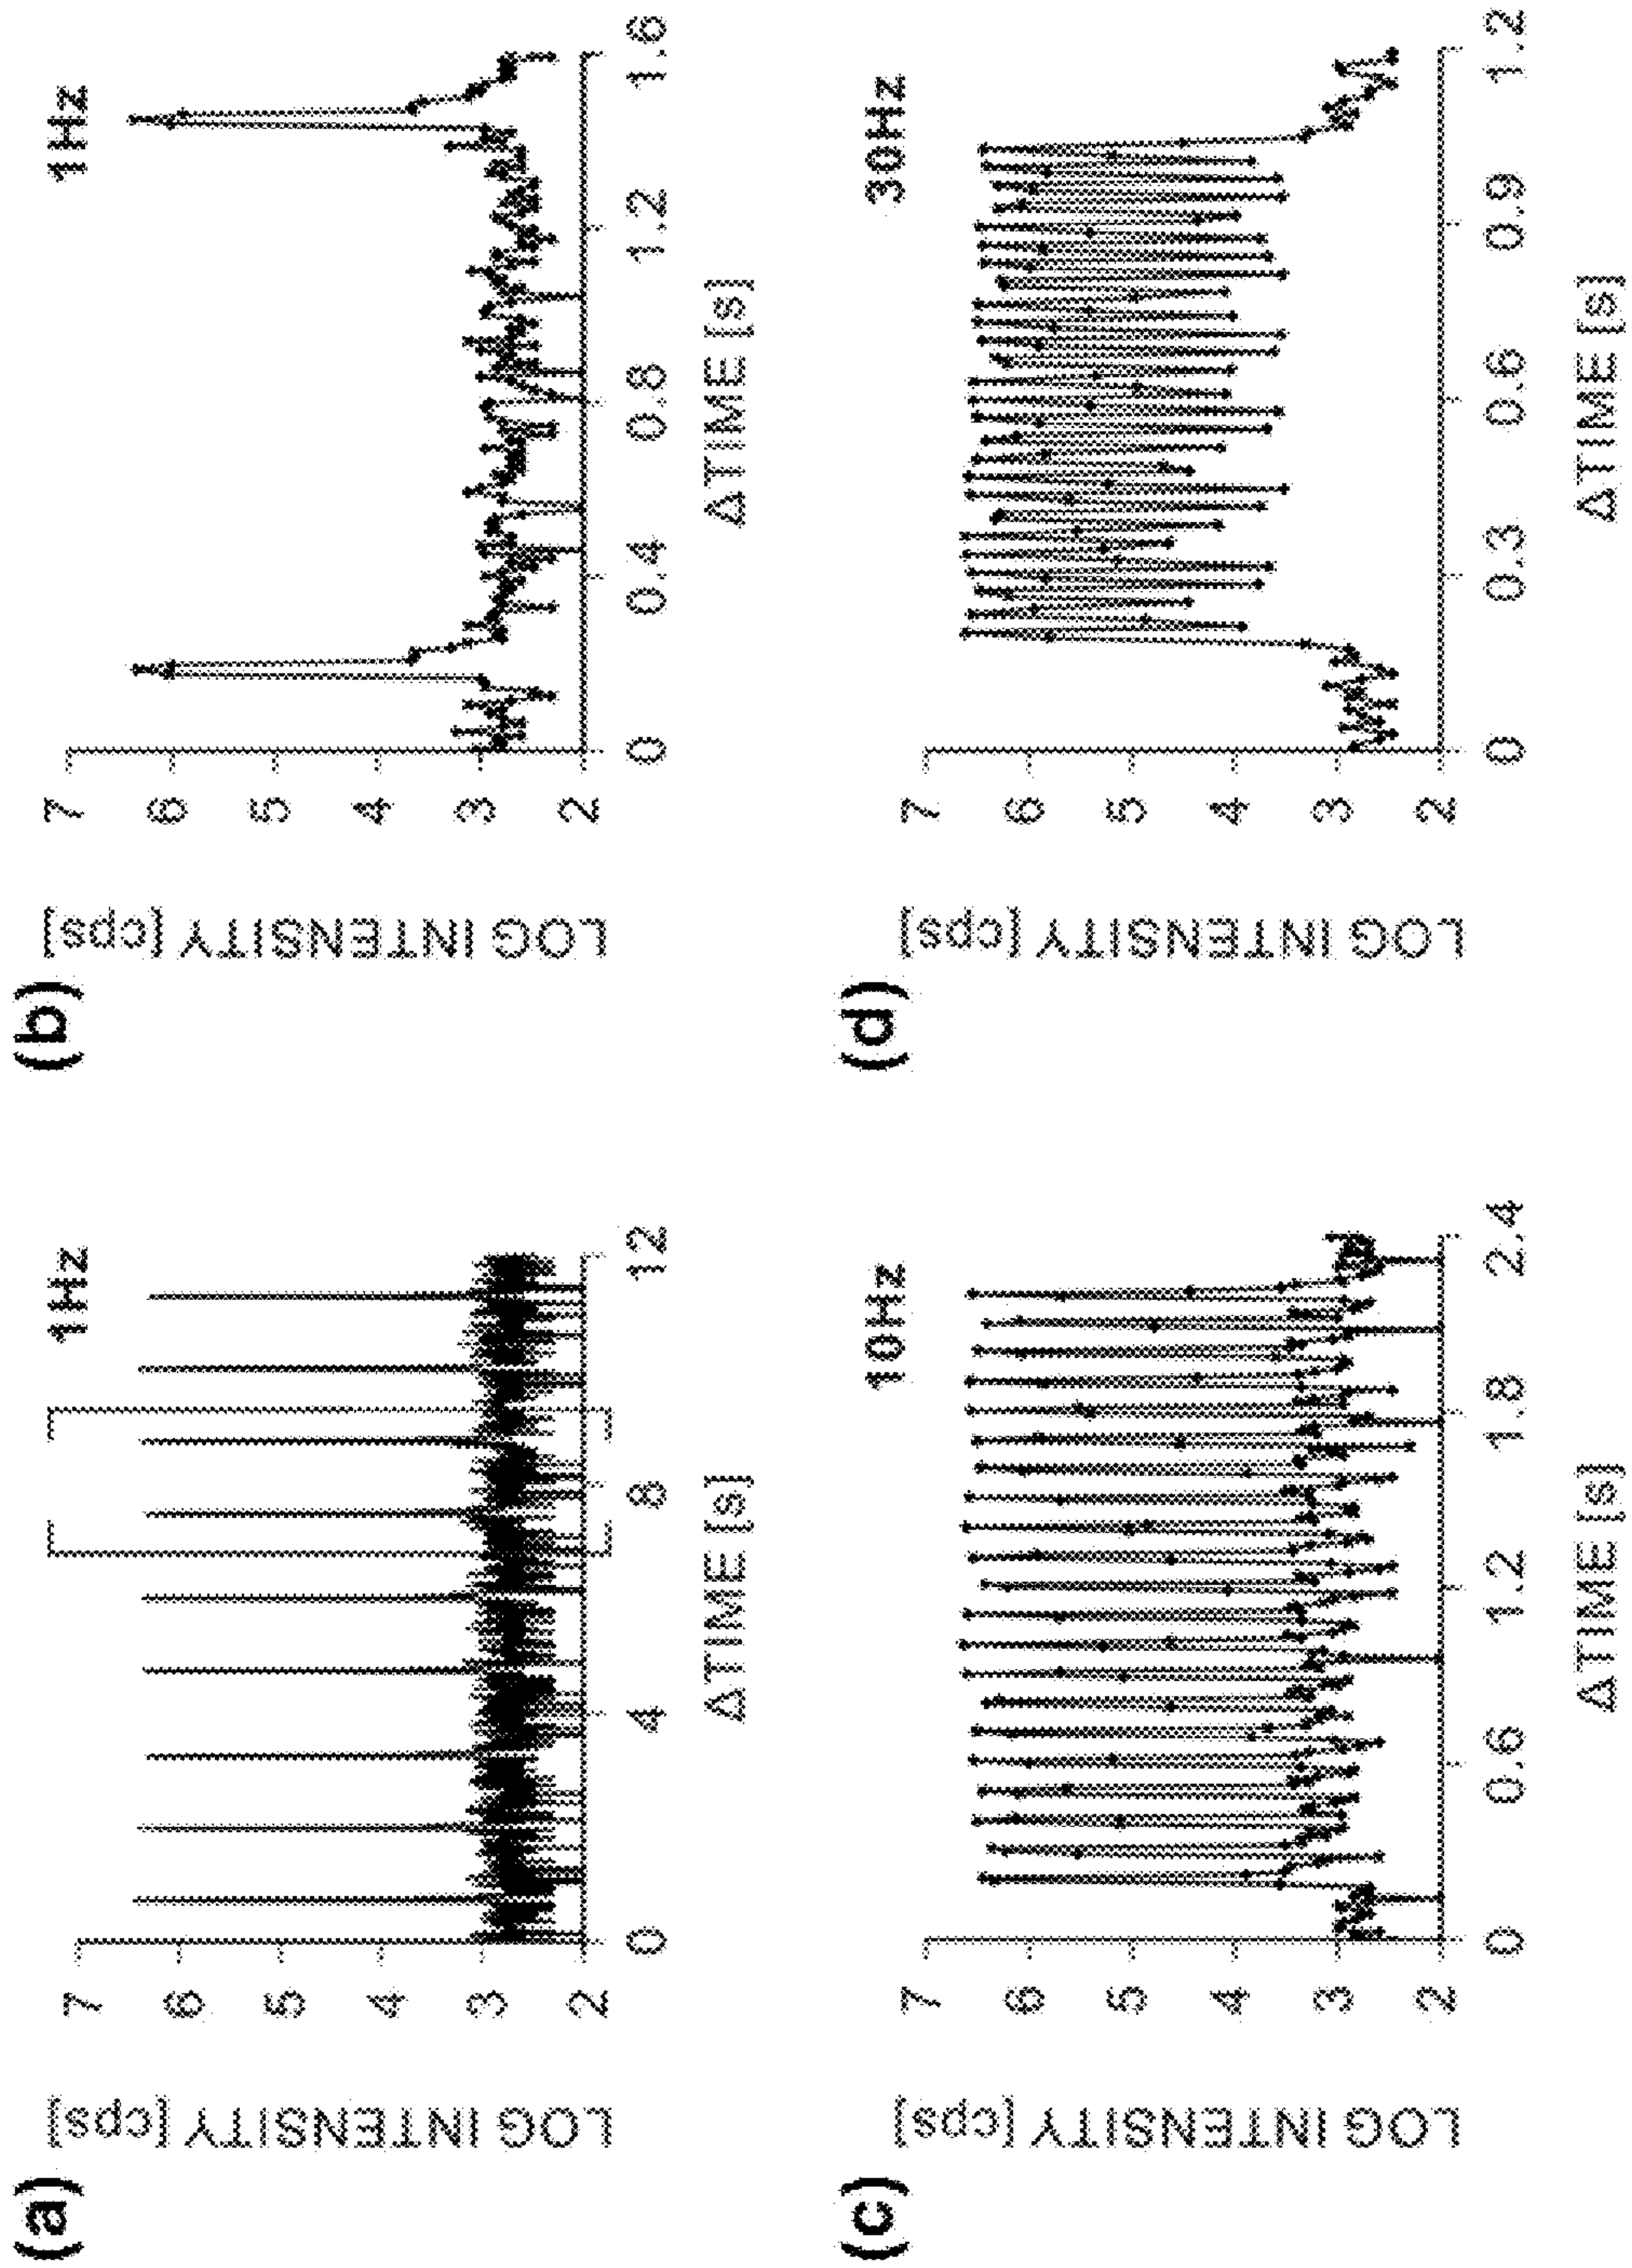 (a)
1Hz
LOG INTENSITY [cps]
7
6
5
4
3
2
0
4
8
12
ΔTIME [s]
(b)
1Hz
LOG INTENSITY [cps]
7
6
5
4
3
2
0
0.4
0.8
1.2
1.6
ΔTIME [s]
(c)
10Hz
LOG INTENSITY [cps]
7
6
5
4
3
2
0
0.6
1.2
1.8
2.4
ΔTIME [s]
(d)
30Hz
LOG INTENSITY [cps]
7
6
5
4
3
2
0
0.3
0.6
0.9
1.2
ΔTIME [s]